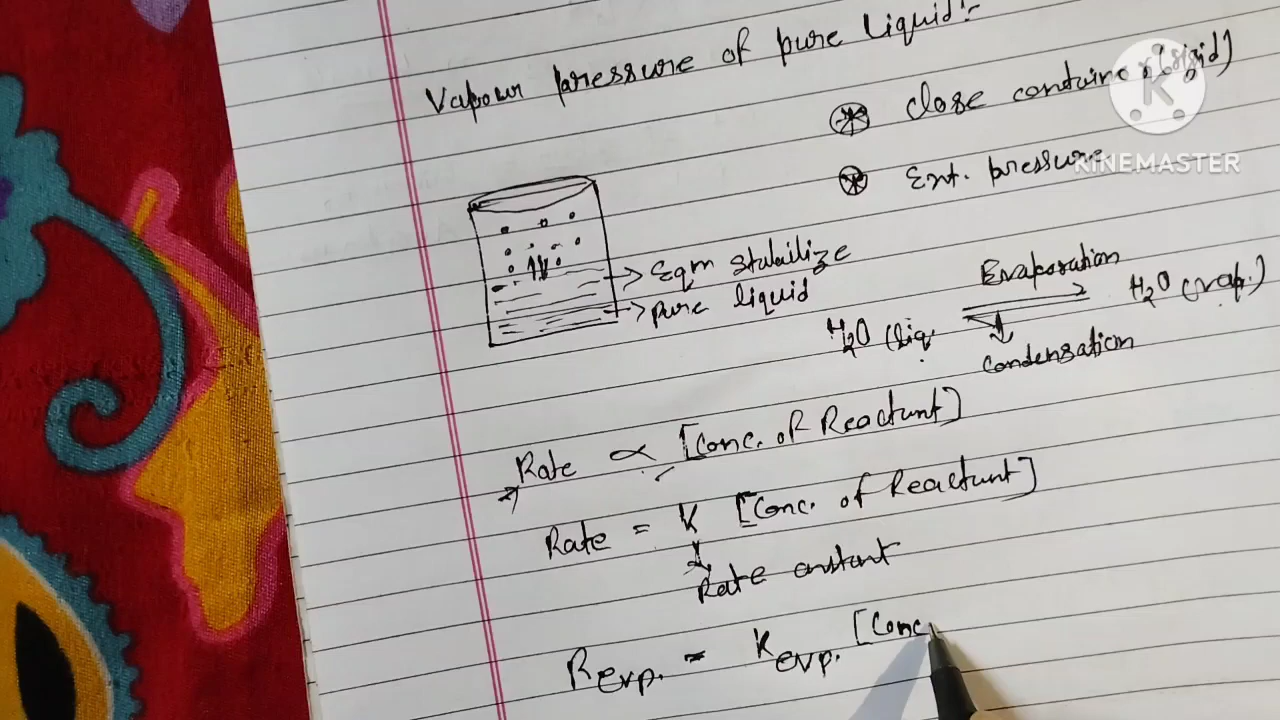 Vapour pressure of pure liquid:-
close container (rigid)
Ext. pressure
KINEMASTER
Eqm stabilize
pure liquid
Evaporation
H2O (liq. H2O (vap.)
Condensation
Rate ∝ [Conc. of Reactant]
Rate = K [Conc. of Reactant]
Rate constant
Revp. = Kevp. [Conc